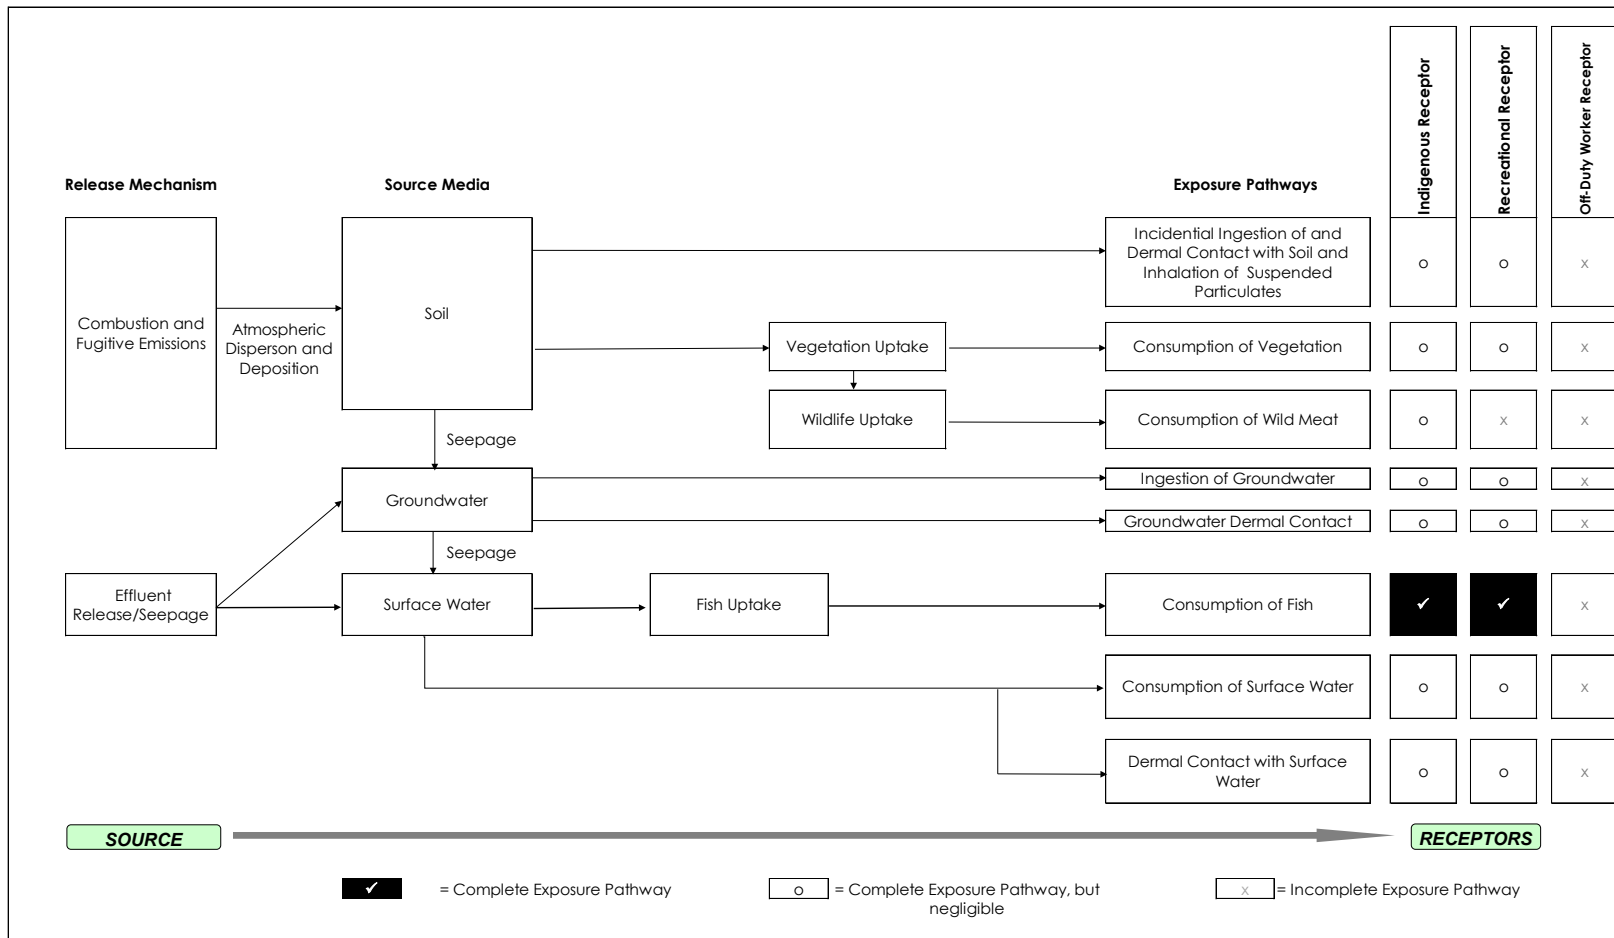 Indigenous Receptor
Recreational Receptor
Off-Duty Worker Receptor
Release Mechanism
Source Media
Exposure Pathways
Combustion and
Fugitive Emissions
Atmospheric
Disperson and
Deposition
Soil
Incidential Ingestion of and
Dermal Contact with Soil and
Inhalation of Suspended
Particulates
o o x
Vegetation Uptake
Consumption of Vegetation
o o x
Wildlife Uptake
Consumption of Wild Meat
o x x
Seepage
Groundwater
Ingestion of Groundwater
o o x
Groundwater Dermal Contact
o o x
Seepage
Effluent
Release/Seepage
Surface Water
Fish Uptake
Consumption of Fish
✓ ✓ x
Consumption of Surface Water
o o x
Dermal Contact with Surface
Water
o o x
SOURCE
RECEPTORS
✓ = Complete Exposure Pathway
o = Complete Exposure Pathway, but
negligible
x = Incomplete Exposure Pathway